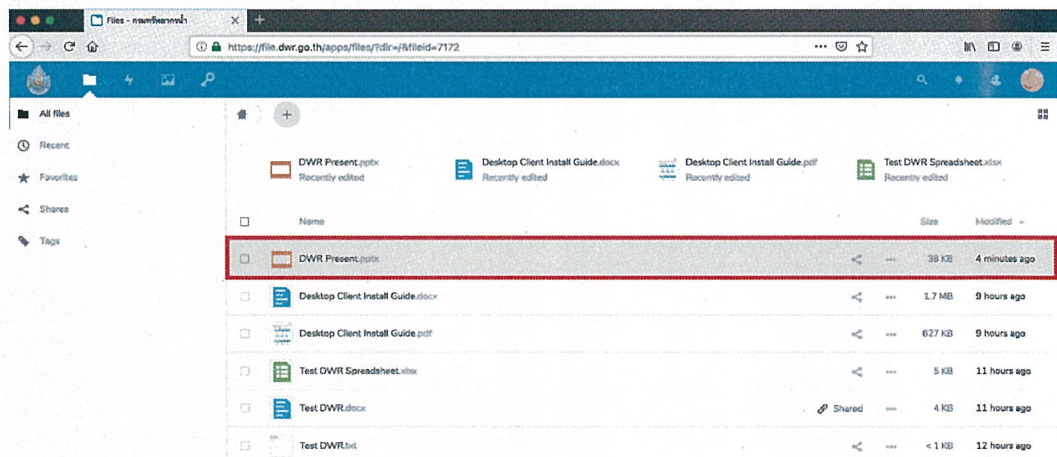 Files - กรมทรัพยากรน้ำ
https://file.dwr.go.th/apps/files/?dir=/&fileid=7172
All files
Recent
Favorites
Shares
Tags
DWR Present.pptx
Recently edited
Desktop Client Install Guide.docx
Recently edited
Desktop Client Install Guide.pdf
Recently edited
Test DWR Spreadsheet.xlsx
Recently edited
Name Size Modified
DWR Present.pptx 38 KB 4 minutes ago
Desktop Client Install Guide.docx 1.7 MB 9 hours ago
Desktop Client Install Guide.pdf 627 KB 9 hours ago
Test DWR Spreadsheet.xlsx 5 KB 11 hours ago
Test DWR.docx Shared 4 KB 11 hours ago
Test DWR.txt < 1 KB 12 hours ago